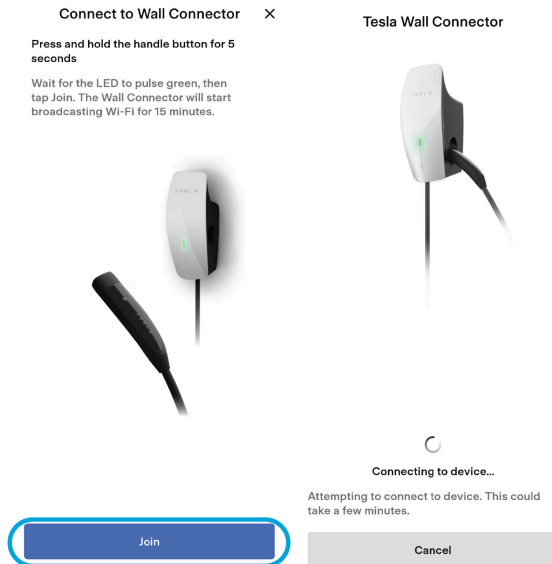 Connect to Wall Connector
Press and hold the handle button for 5
seconds
Wait for the LED to pulse green, then
tap Join. The Wall Connector will start
broadcasting Wi-Fi for 15 minutes.
TESLA
Join
Tesla Wall Connector
TESLA
Connecting to device...
Attempting to connect to device. This could
take a few minutes.
Cancel